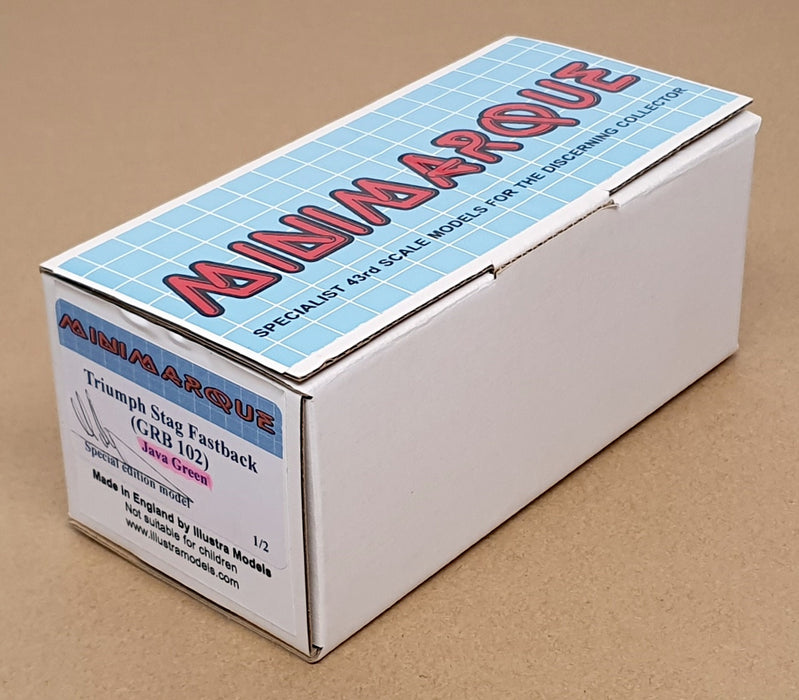 MINIMARQUE
SPECIALIST 43rd SCALE MODELS FOR THE DISCERNING COLLECTOR
MINIMARQUE
Triumph Stag Fastback
(GRB 102)
Java Green
Special edition model
1/2
Made in England by Illustra Models
Not suitable for children
www.illustramodels.com